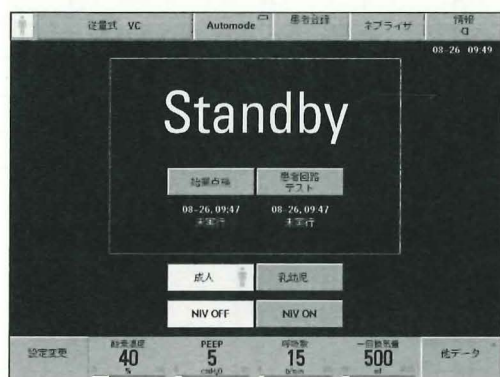 従量式 VC
Automode
患者登録
ネブライザ
情報
08-26 09:49
Standby
始業点検
患者回路
テスト
08-26, 09:47
08-26, 09:47
未実行
未実行
成人
乳幼児
NIV OFF
NIV ON
設定変更
酸素濃度
40
%
PEEP
5
cmH₂O
呼吸数
15
b/min
一回換気量
500
ml
他データ